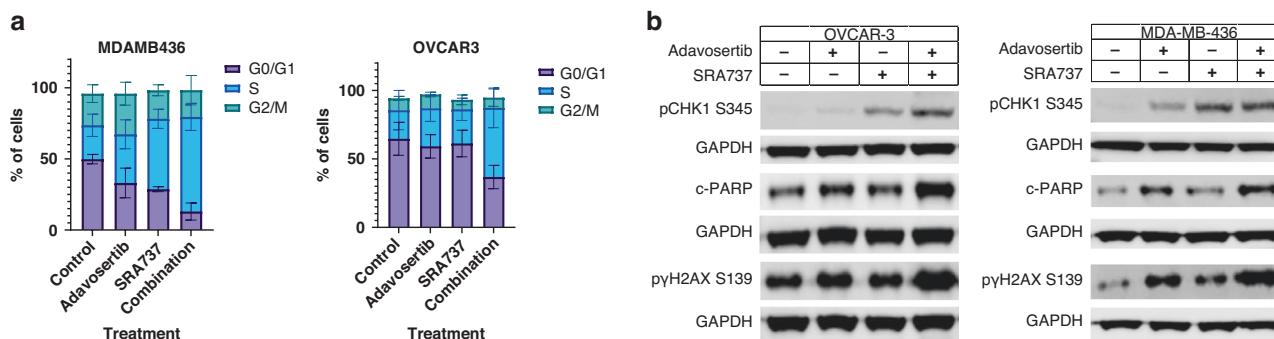 a
MDAMB436
% of cells
100
50
0
G0/G1
S
G2/M
Control
Adavosertib
SRA737
Combination
Treatment
OVCAR3
% of cells
100
50
0
G0/G1
S
G2/M
Control
Adavosertib
SRA737
Combination
Treatment
b
OVCAR-3
Adavosertib – + – +
SRA737 – – + +
pCHK1 S345
GAPDH
c-PARP
GAPDH
pγH2AX S139
GAPDH
MDA-MB-436
Adavosertib – + – +
SRA737 – – + +
pCHK1 S345
GAPDH
c-PARP
GAPDH
pγH2AX S139
GAPDH